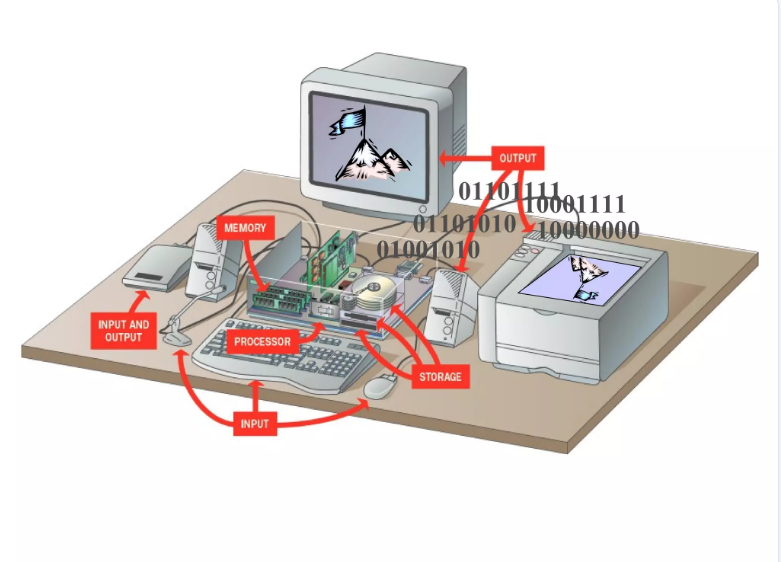 OUTPUT
01101111
10001111
01101010
10000000
01001010
MEMORY
INPUT AND
OUTPUT
PROCESSOR
STORAGE
INPUT